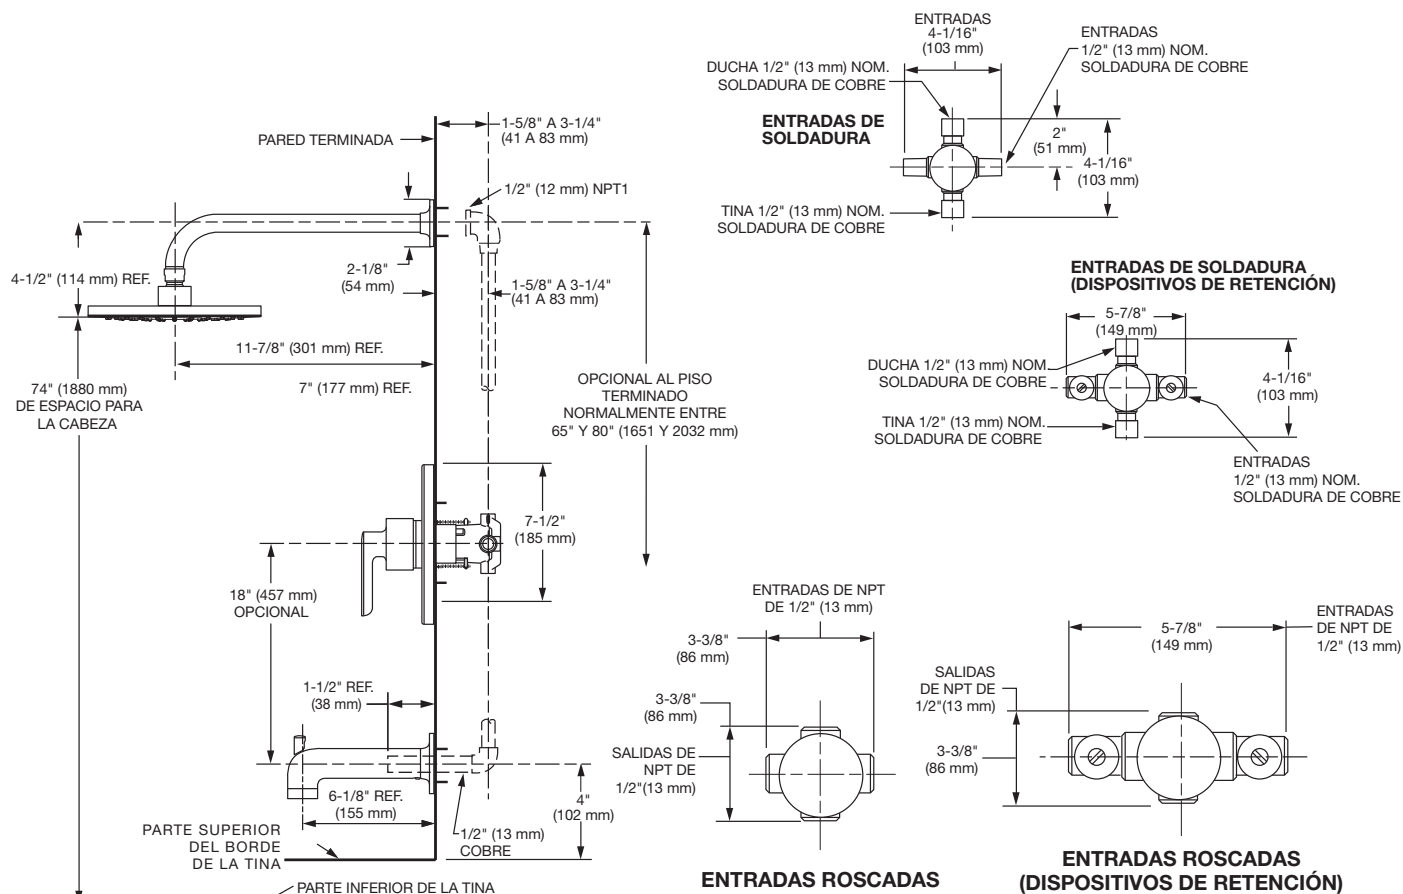 PARED TERMINADA
1-5/8" A 3-1/4"
(41 A 83 mm)
1/2" (12 mm) NPT1
4-1/2" (114 mm) REF.
2-1/8"
(54 mm)
1-5/8" A 3-1/4"
(41 A 83 mm)
11-7/8" (301 mm) REF.
7" (177 mm) REF.
74" (1880 mm)
DE ESPACIO PARA
LA CABEZA
OPCIONAL AL PISO
TERMINADO
NORMALMENTE ENTRE
65" Y 80" (1651 Y 2032 mm)
7-1/2"
(185 mm)
18" (457 mm)
OPCIONAL
1-1/2" REF.
(38 mm)
6-1/8" REF.
(155 mm)
4"
(102 mm)
1/2" (13 mm)
COBRE
PARTE SUPERIOR
DEL BORDE
DE LA TINA
PARTE INFERIOR DE LA TINA
ENTRADAS
4-1/16"
(103 mm)
ENTRADAS
1/2" (13 mm) NOM.
SOLDADURA DE COBRE
DUCHA 1/2" (13 mm) NOM.
SOLDADURA DE COBRE
ENTRADAS DE
SOLDADURA
2"
(51 mm)
4-1/16"
(103 mm)
TINA 1/2" (13 mm) NOM.
SOLDADURA DE COBRE
ENTRADAS DE SOLDADURA
(DISPOSITIVOS DE RETENCIÓN)
5-7/8"
(149 mm)
DUCHA 1/2" (13 mm) NOM.
SOLDADURA DE COBRE
4-1/16"
(103 mm)
TINA 1/2" (13 mm) NOM.
SOLDADURA DE COBRE
ENTRADAS
1/2" (13 mm) NOM.
SOLDADURA DE COBRE
ENTRADAS DE NPT
DE 1/2" (13 mm)
3-3/8"
(86 mm)
3-3/8"
(86 mm)
SALIDAS DE
NPT DE
1/2"(13 mm)
ENTRADAS ROSCADAS
ENTRADAS
DE NPT DE
1/2" (13 mm)
5-7/8"
(149 mm)
SALIDAS
DE NPT DE
1/2"(13 mm)
3-3/8"
(86 mm)
ENTRADAS ROSCADAS
(DISPOSITIVOS DE RETENCIÓN)